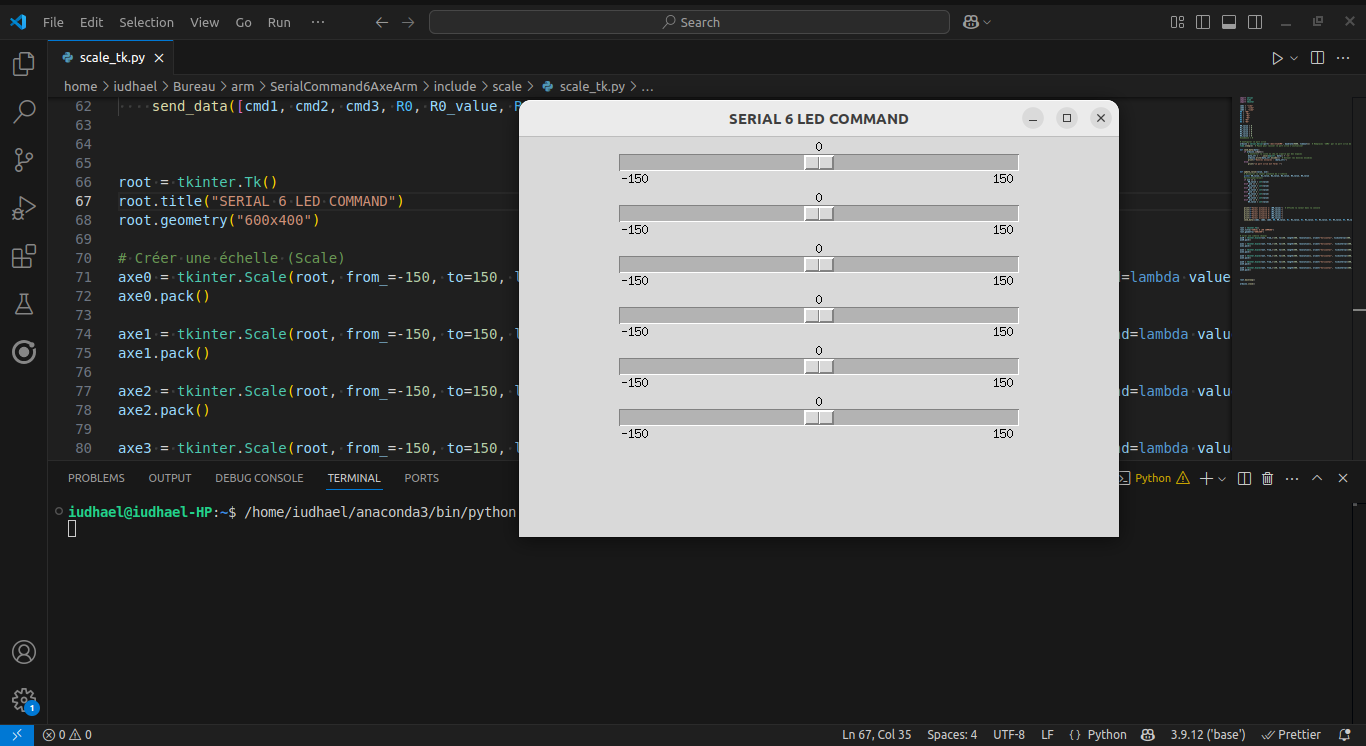 File Edit Selection View Go Run ··· Search
scale_tk.py
home > iudhael > Bureau > arm > SerialCommand6AxeArm > include > scale > scale_tk.py > ...
62 send_data([cmd1, cmd2, cmd3, R0, R0_value,
63
64
65
66 root = tkinter.Tk()
67 root.title("SERIAL 6 LED COMMAND")
68 root.geometry("600x400")
69
70 # Créer une échelle (Scale)
71 axe0 = tkinter.Scale(root, from_=-150, to=150, d=lambda value
72 axe0.pack()
73
74 axe1 = tkinter.Scale(root, from_=-150, to=150, nd=lambda valu
75 axe1.pack()
76
77 axe2 = tkinter.Scale(root, from_=-150, to=150, nd=lambda valu
78 axe2.pack()
79
80 axe3 = tkinter.Scale(root, from_=-150, to=150, nd=lambda valu
SERIAL 6 LED COMMAND
0
-150 150
0
-150 150
0
-150 150
0
-150 150
0
-150 150
0
-150 150
PROBLEMS OUTPUT DEBUG CONSOLE TERMINAL PORTS Python
iudhael@iudhael-HP:~$ /home/iudhael/anaconda3/bin/python
1
0 0 Ln 67, Col 35 Spaces: 4 UTF-8 LF {} Python 3.9.12 ('base') Prettier